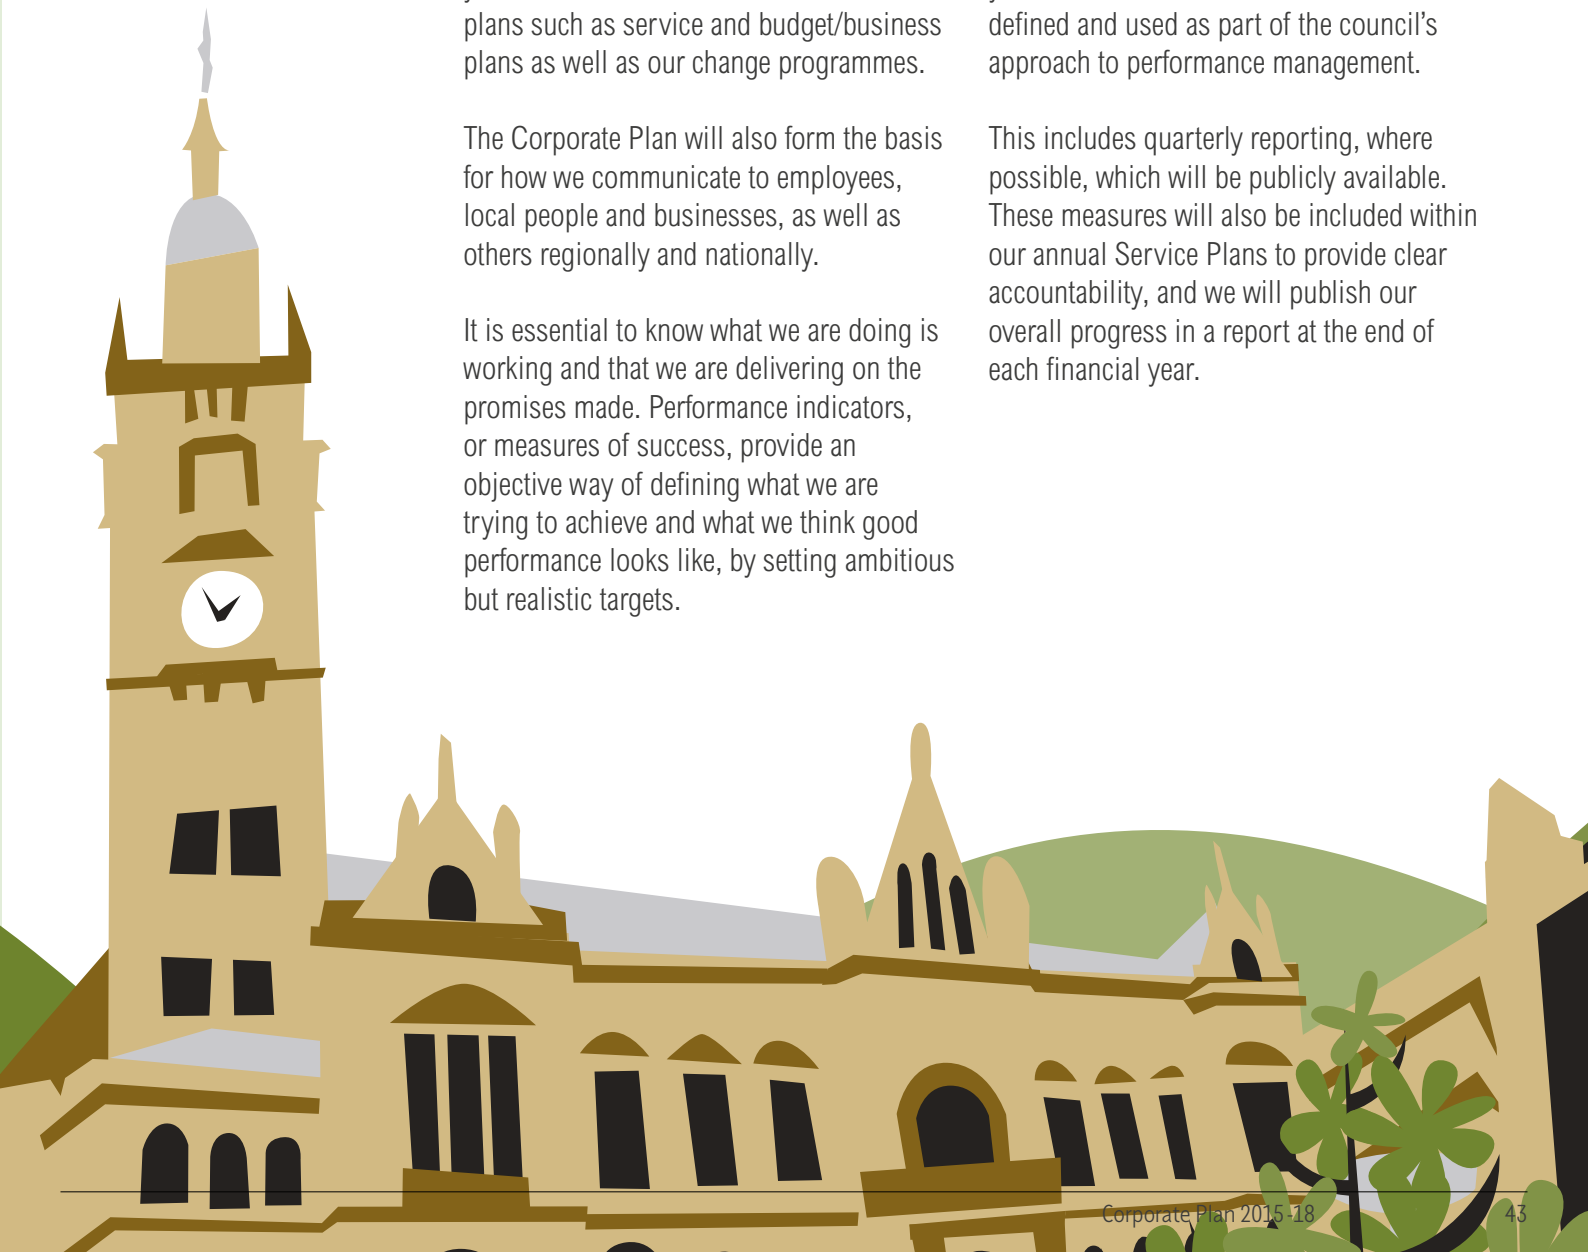 plans such as service and budget/business
plans as well as our change programmes.
The Corporate Plan will also form the basis
for how we communicate to employees,
local people and businesses, as well as
others regionally and nationally.
It is essential to know what we are doing is
working and that we are delivering on the
promises made. Performance indicators,
or measures of success, provide an
objective way of defining what we are
trying to achieve and what we think good
performance looks like, by setting ambitious
but realistic targets.
defined and used as part of the council’s
approach to performance management.
This includes quarterly reporting, where
possible, which will be publicly available.
These measures will also be included within
our annual Service Plans to provide clear
accountability, and we will publish our
overall progress in a report at the end of
each financial year.
Corporate Plan 2015-18 43